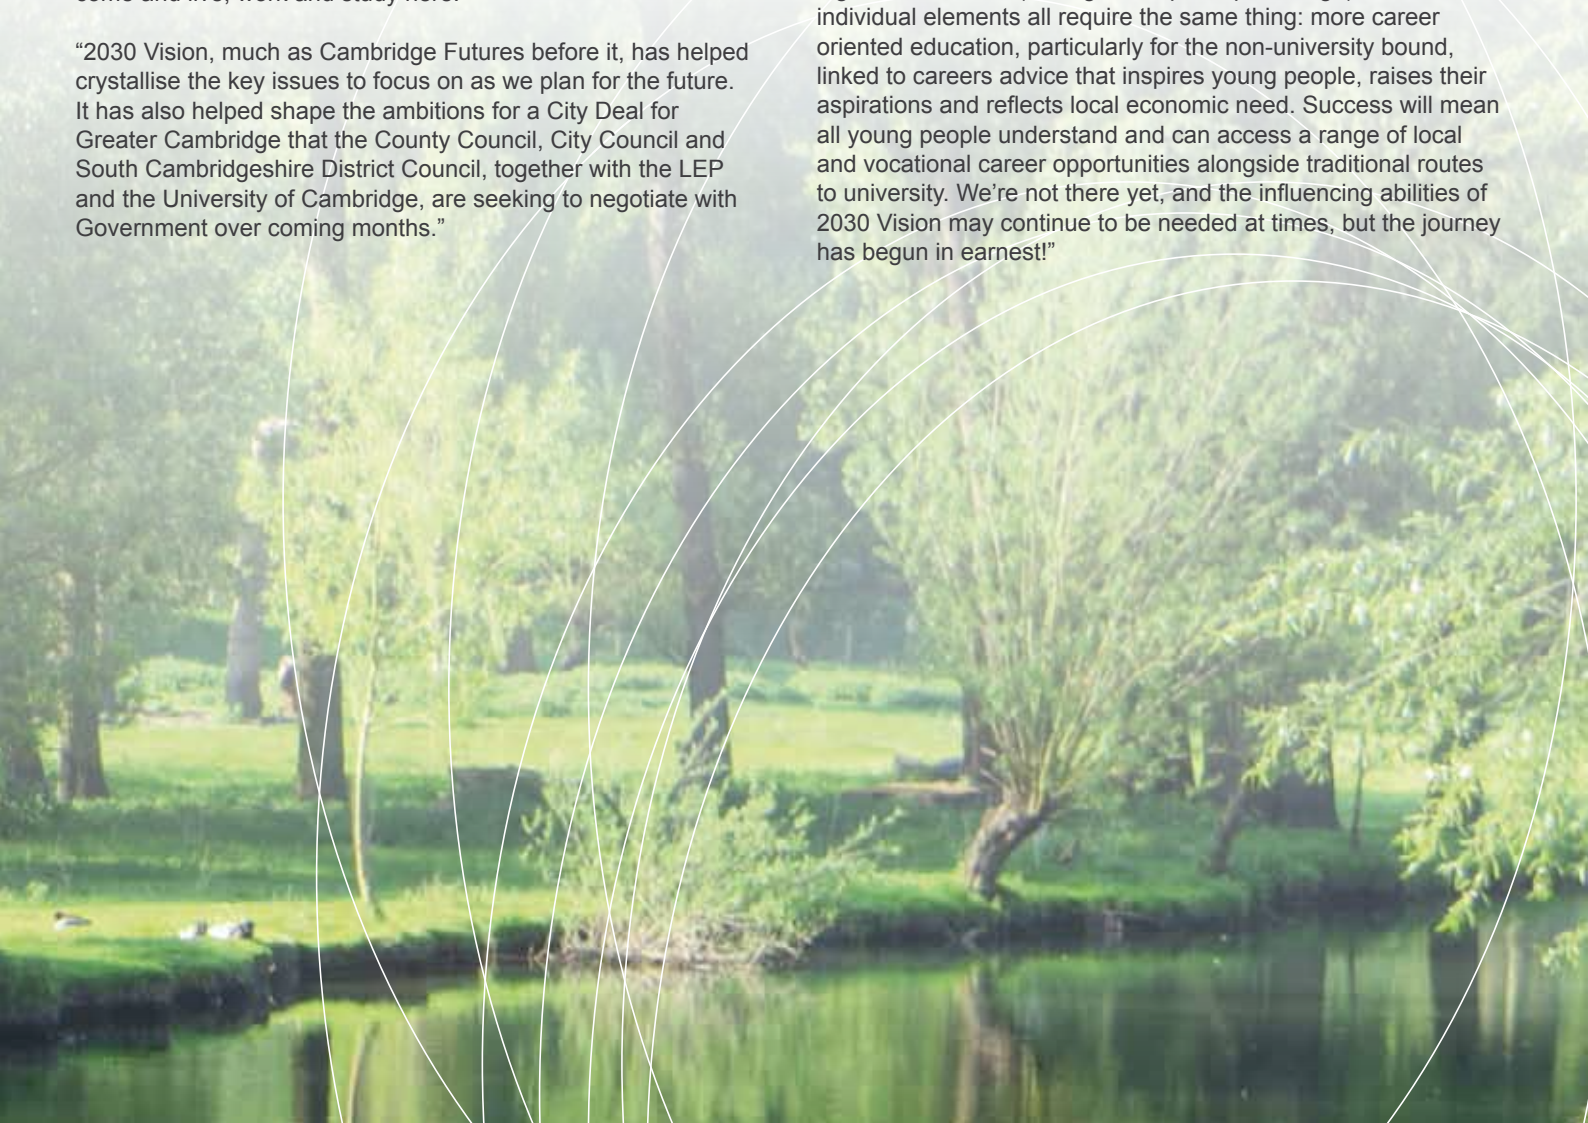 “2030 Vision, much as Cambridge Futures before it, has helped
crystallise the key issues to focus on as we plan for the future.
It has also helped shape the ambitions for a City Deal for
Greater Cambridge that the County Council, City Council and
South Cambridgeshire District Council, together with the LEP
and the University of Cambridge, are seeking to negotiate with
Government over coming months.”
individual elements all require the same thing: more career
oriented education, particularly for the non-university bound,
linked to careers advice that inspires young people, raises their
aspirations and reflects local economic need. Success will mean
all young people understand and can access a range of local
and vocational career opportunities alongside traditional routes
to university. We’re not there yet, and the influencing abilities of
2030 Vision may continue to be needed at times, but the journey
has begun in earnest!”